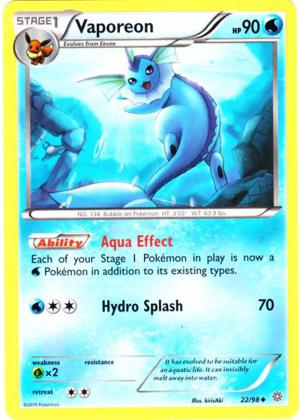 STAGE1
Vaporeon
HP90
Evolves from Eevee
NO. 134 Bubble Jet Pokémon HT: 3'03" WT: 63.9 lbs.
Ability Aqua Effect
Each of your Stage 1 Pokémon in play is now a
Pokémon in addition to its existing types.
Hydro Splash 70
weakness resistance
×2
retreat
It has evolved to be suitable for
an aquatic life. It can invisibly
melt away into water.
Illus. kirisAki
22/98
©2015 Pokémon